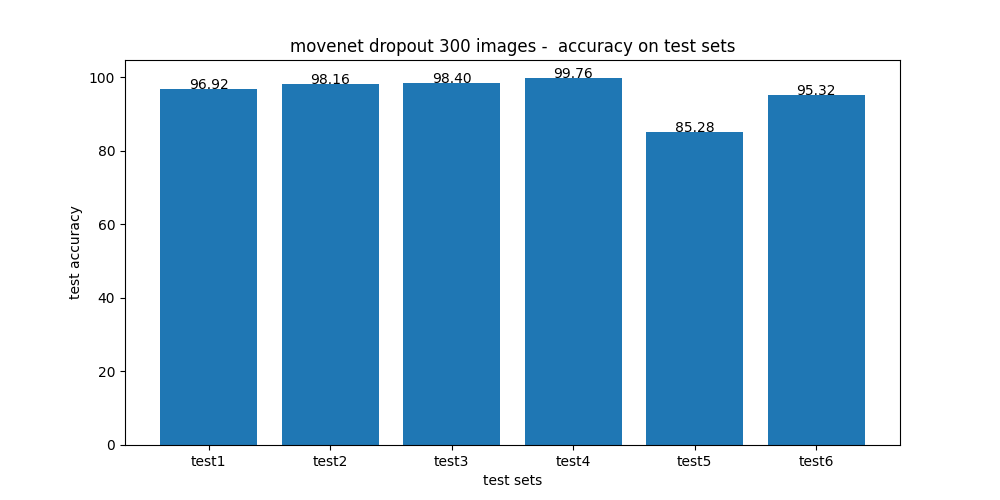 movenet dropout 300 images -  accuracy on test sets
96.92
98.16
98.40
99.76
85.28
95.32
100
80
60
40
20
0
test accuracy
test1
test2
test3
test4
test5
test6
test sets